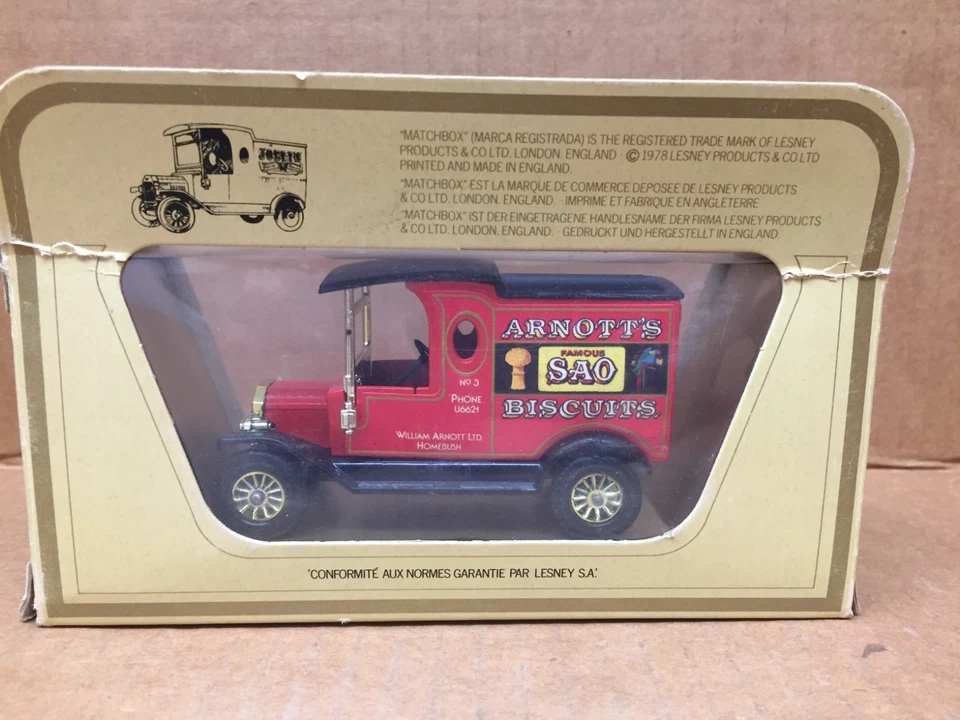 "MATCHBOX" (MARCA REGISTRADA) IS THE REGISTERED TRADE MARK OF LESNEY
PRODUCTS & CO LTD. LONDON. ENGLAND · © 1978 LESNEY PRODUCTS & CO LTD
PRINTED AND MADE IN ENGLAND.
"MATCHBOX" EST LA MARQUE DE COMMERCE DEPOSEE DE LESNEY PRODUCTS
& CO LTD. LONDON. ENGLAND. · IMPRIME ET FABRIQUE EN ANGLETERRE
"MATCHBOX" IST DER EINGETRAGENE HANDLESNAME DER FIRMA LESNEY PRODUCTS
& CO LTD. LONDON. ENGLAND. · GEDRUCKT UND HERGESTELLT IN ENGLAND.
ARNOTT'S
FAMOUS
SAO
BISCUITS
Nº 3
PHONE
U6621
WILLIAM ARNOTT LTD.
HOMEBUSH
'CONFORMITÉ AUX NORMES GARANTIE PAR LESNEY S.A.'